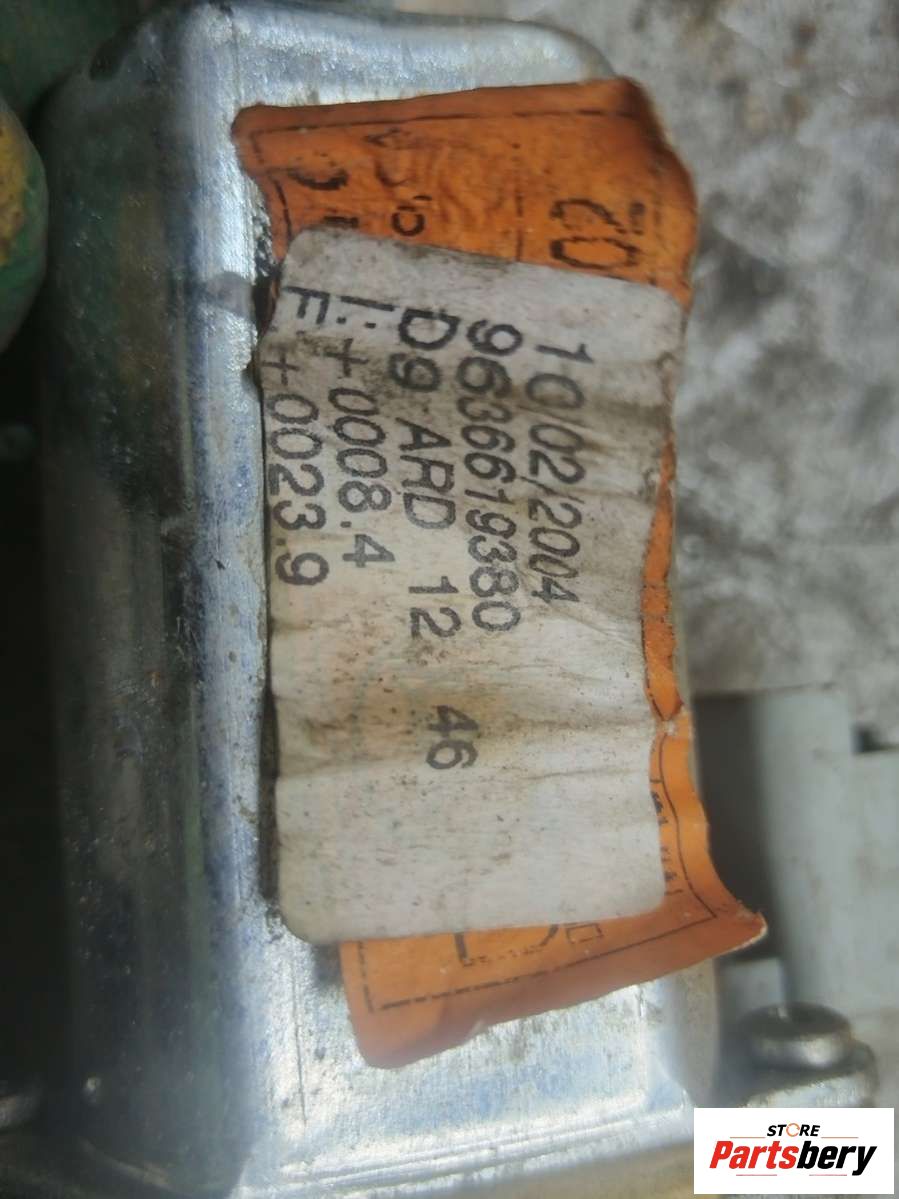 10/02/2004
9636619380
D9 ARD 12 46
I: +0008.4
F: +0023.9
STORE
Partsbery